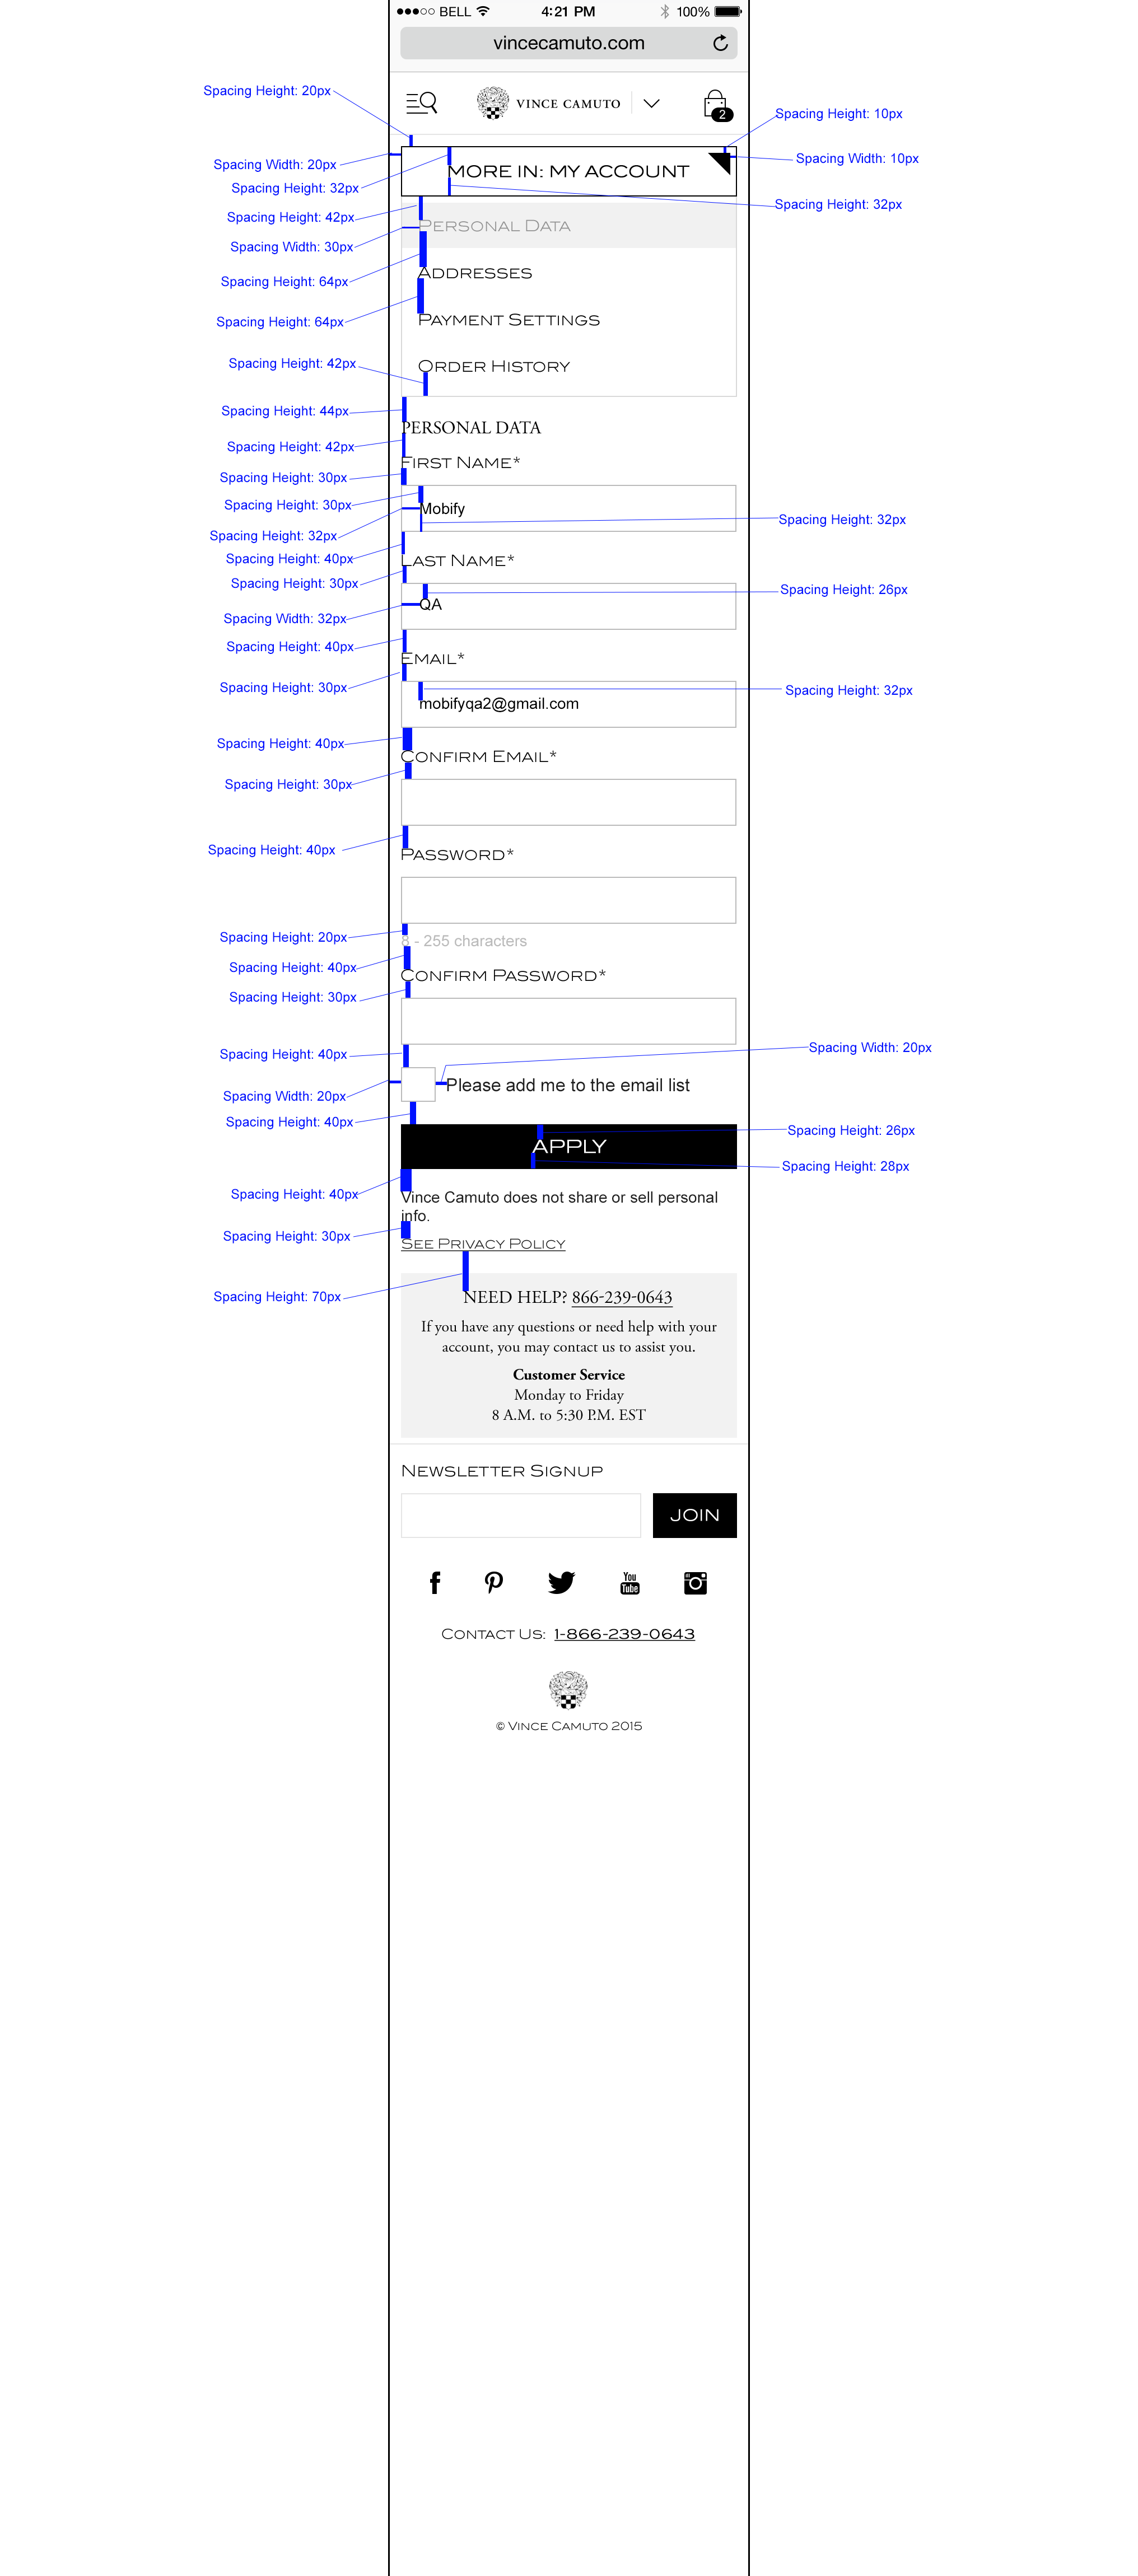 BELL 4:21 PM 100%
vincecamuto.com
Spacing Height: 20px
VINCE CAMUTO
2
Spacing Height: 10px
Spacing Width: 20px
Spacing Width: 10px
MORE IN: MY ACCOUNT
Spacing Height: 32px
Spacing Height: 32px
Spacing Height: 42px
PERSONAL DATA
Spacing Width: 30px
ADDRESSES
Spacing Height: 64px
PAYMENT SETTINGS
Spacing Height: 64px
Spacing Height: 42px
ORDER HISTORY
Spacing Height: 44px
PERSONAL DATA
Spacing Height: 42px
FIRST NAME*
Spacing Height: 30px
Spacing Height: 30px
Mobify
Spacing Height: 32px
Spacing Height: 32px
Spacing Height: 40px
LAST NAME*
Spacing Height: 30px
Spacing Height: 26px
QA
Spacing Width: 32px
Spacing Height: 40px
EMAIL*
Spacing Height: 30px
Spacing Height: 32px
mobifyqa2@gmail.com
Spacing Height: 40px
CONFIRM EMAIL*
Spacing Height: 30px
Spacing Height: 40px
PASSWORD*
Spacing Height: 20px
8 - 255 characters
Spacing Height: 40px
CONFIRM PASSWORD*
Spacing Height: 30px
Spacing Height: 40px
Spacing Width: 20px
Please add me to the email list
Spacing Width: 20px
Spacing Height: 40px
Spacing Height: 26px
APPLY
Spacing Height: 28px
Spacing Height: 40px
Vince Camuto does not share or sell personal
info.
Spacing Height: 30px
SEE PRIVACY POLICY
Spacing Height: 70px
NEED HELP? 866-239-0643
If you have any questions or need help with your
account, you may contact us to assist you.
Customer Service
Monday to Friday
8 A.M. to 5:30 P.M. EST
NEWSLETTER SIGNUP
JOIN
You
Tube
CONTACT US: 1-866-239-0643
© VINCE CAMUTO 2015